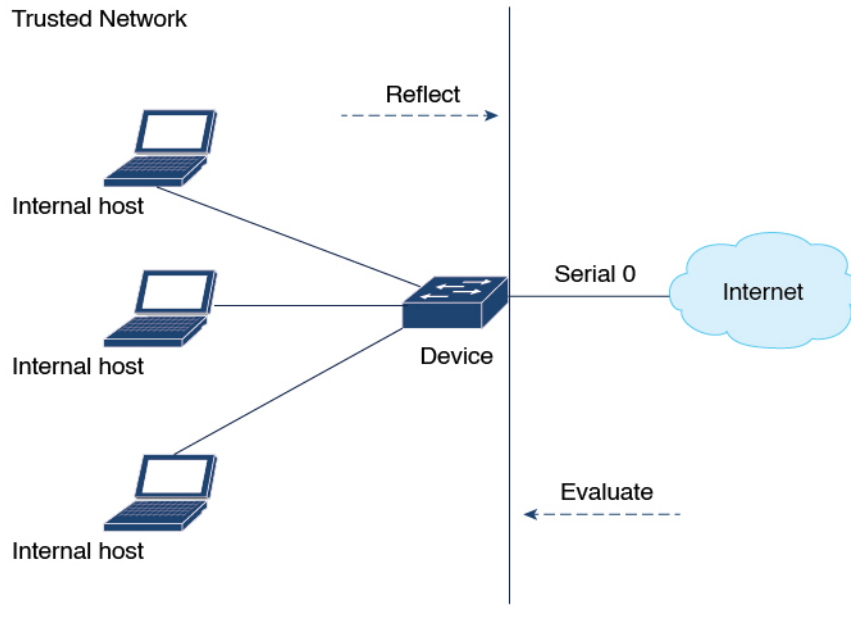 Trusted Network
Reflect
Internal host
Serial 0
Internet
Internal host
Device
Evaluate
Internal host